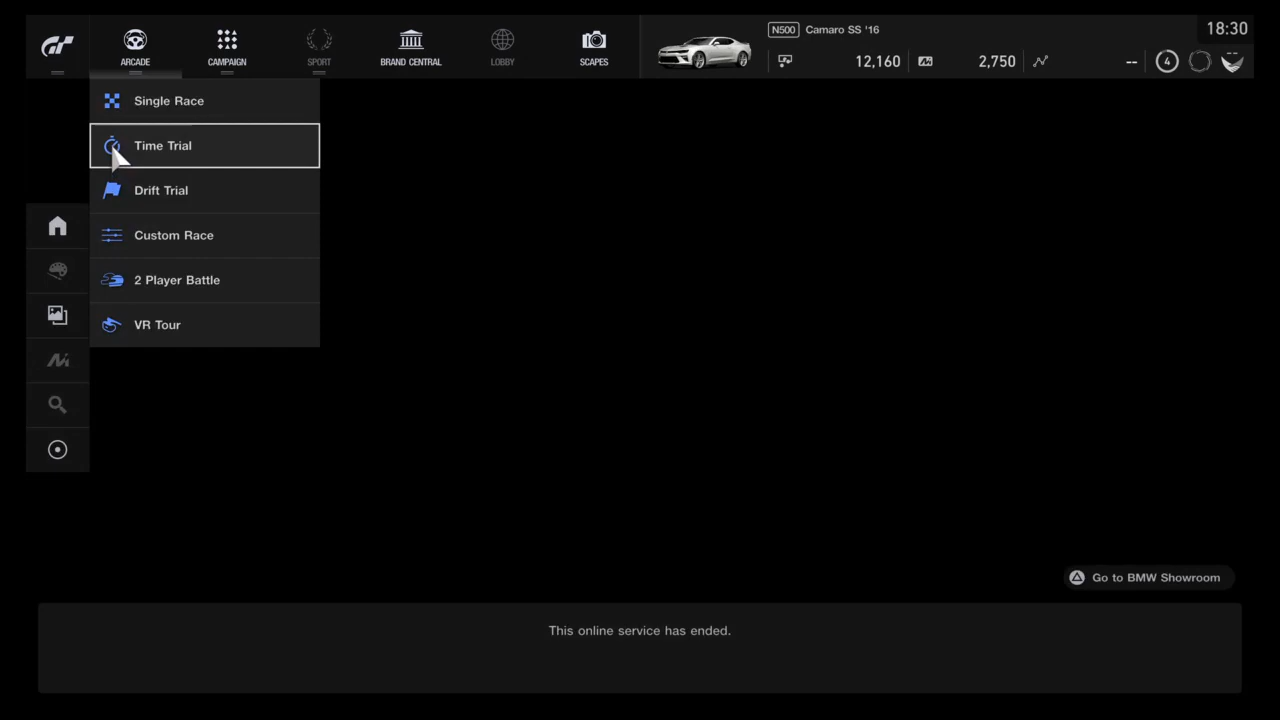 ARCADE
CAMPAIGN
SPORT
BRAND CENTRAL
LOBBY
SCAPES
N500 Camaro SS '16
18:30
12,160
2,750
--
4
Single Race
Time Trial
Drift Trial
Custom Race
2 Player Battle
VR Tour
Go to BMW Showroom
This online service has ended.